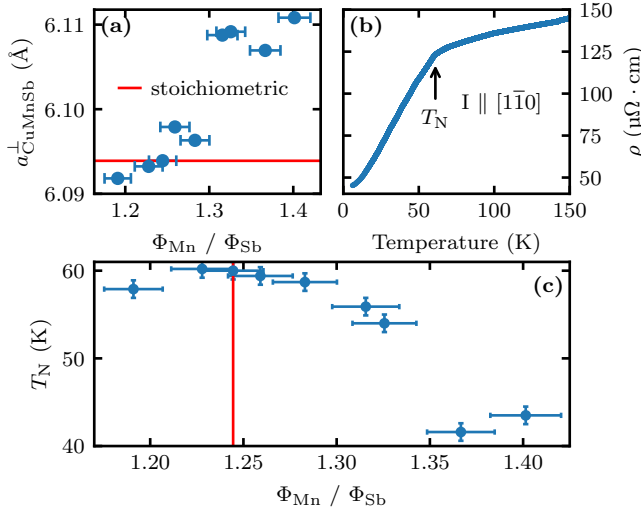 6.11
6.10
6.09
a⊥CuMnSb (Å)
(a)
stoichiometric
1.2
1.3
1.4
ΦMn / ΦSb
(b)
TN
I ∥ [11̅0]
150
125
100
75
50
ρ (μΩ · cm)
0
50
100
150
Temperature (K)
60
50
40
TN (K)
(c)
1.20
1.25
1.30
1.35
1.40
ΦMn / ΦSb